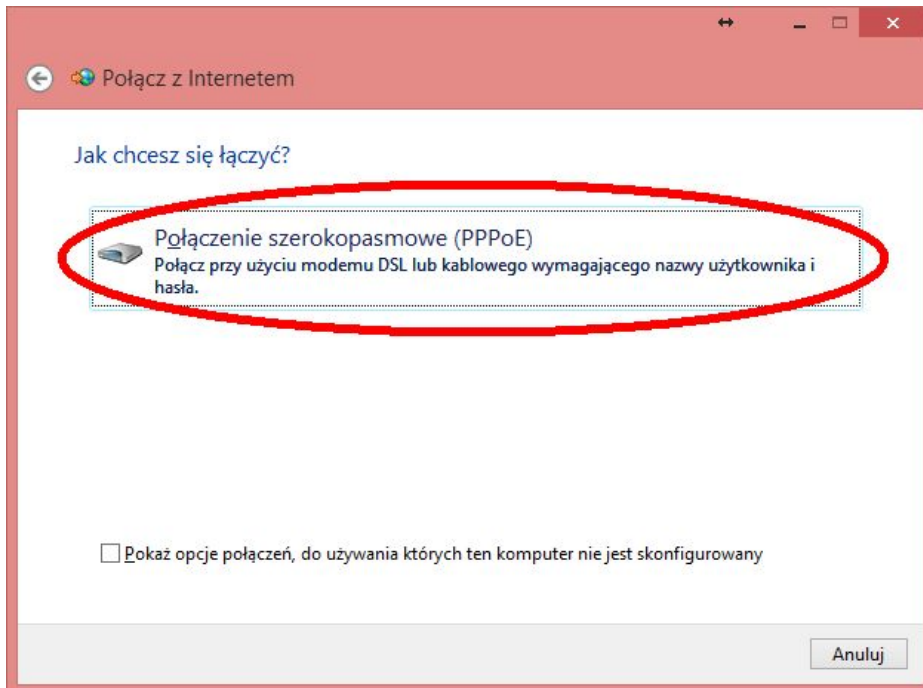 Połącz z Internetem
Jak chcesz się łączyć?
Połączenie szerokopasmowe (PPPoE)
Połącz przy użyciu modemu DSL lub kablowego wymagającego nazwy użytkownika i
hasła.
Pokaż opcje połączeń, do używania których ten komputer nie jest skonfigurowany
Anuluj